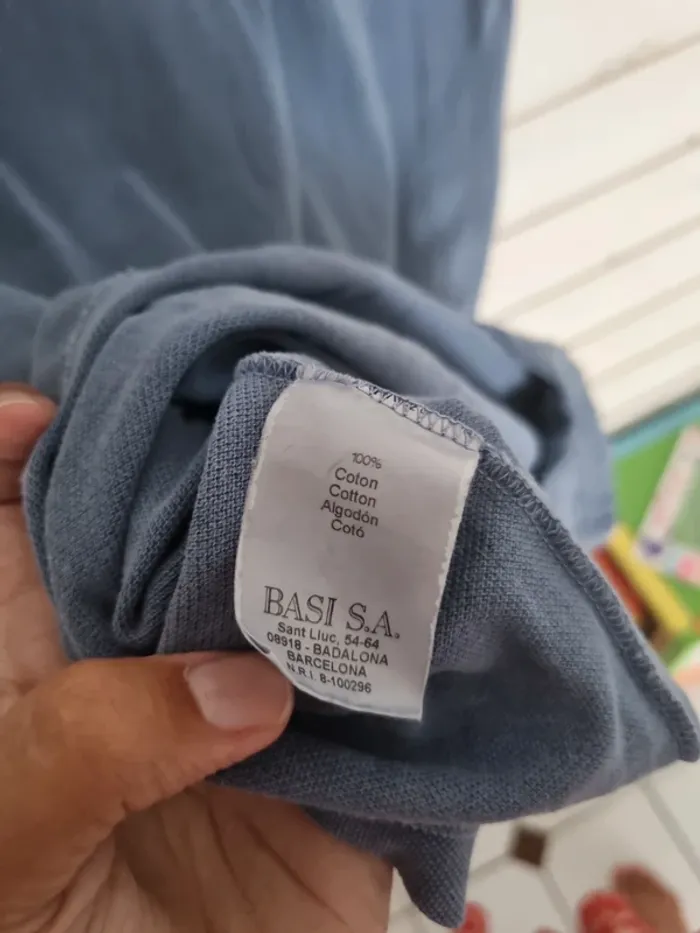 100%
Coton
Cotton
Algodón
Cotó
BASI S.A.
Sant Lluc, 54-64
08918 - BADALONA
BARCELONA
N.R.I. 8-100296